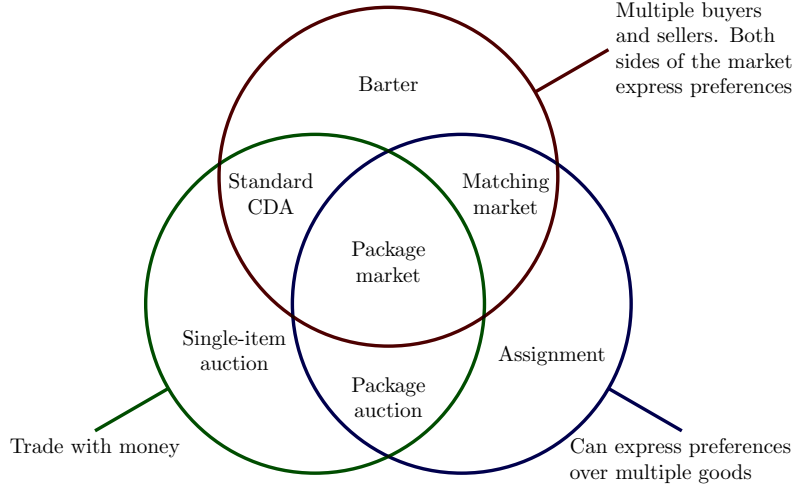 Multiple buyers
and sellers. Both
sides of the market
express preferences
Barter
Standard
CDA
Matching
market
Package
market
Single-item
auction
Assignment
Package
auction
Trade with money
Can express preferences
over multiple goods